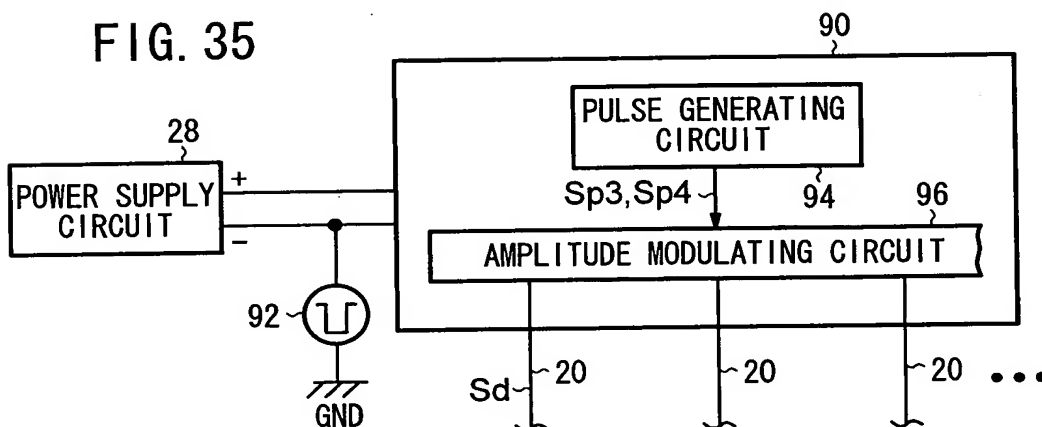 FIG. 35
90
PULSE GENERATING
CIRCUIT
28
POWER SUPPLY
CIRCUIT
+
−
Sp3, Sp4
94
96
AMPLITUDE MODULATING CIRCUIT
92
GND
Sd
20
20
20
•••